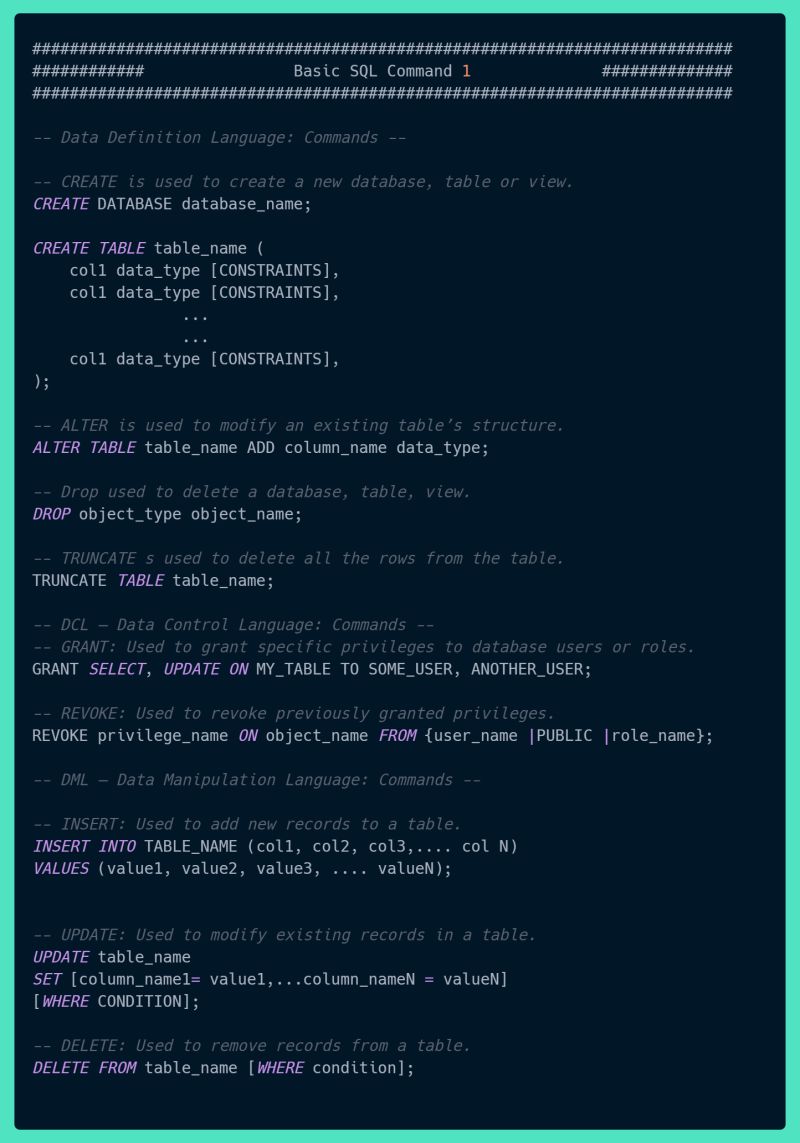 ###########################################################################
############                Basic SQL Command 1              ##############
###########################################################################
-- Data Definition Language: Commands --
-- CREATE is used to create a new database, table or view.
CREATE DATABASE database_name;
CREATE TABLE table_name (
    col1 data_type [CONSTRAINTS],
    col1 data_type [CONSTRAINTS],
                ...
                ...
    col1 data_type [CONSTRAINTS],
);
-- ALTER is used to modify an existing table’s structure.
ALTER TABLE table_name ADD column_name data_type;
-- Drop used to delete a database, table, view.
DROP object_type object_name;
-- TRUNCATE s used to delete all the rows from the table.
TRUNCATE TABLE table_name;
-- DCL – Data Control Language: Commands --
-- GRANT: Used to grant specific privileges to database users or roles.
GRANT SELECT, UPDATE ON MY_TABLE TO SOME_USER, ANOTHER_USER;
-- REVOKE: Used to revoke previously granted privileges.
REVOKE privilege_name ON object_name FROM {user_name |PUBLIC |role_name};
-- DML – Data Manipulation Language: Commands --
-- INSERT: Used to add new records to a table.
INSERT INTO TABLE_NAME (col1, col2, col3,.... col N)
VALUES (value1, value2, value3, .... valueN);
-- UPDATE: Used to modify existing records in a table.
UPDATE table_name
SET [column_name1= value1,...column_nameN = valueN]
[WHERE CONDITION];
-- DELETE: Used to remove records from a table.
DELETE FROM table_name [WHERE condition];